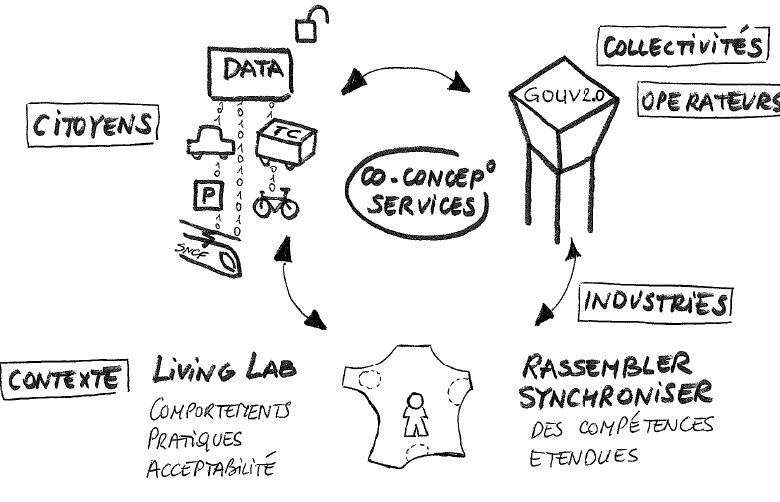 COLLECTIVITÉS
DATA
GOUV2.0
OPERATEURS
CITOYENS
TC
CO-CONCEP°
SERVICES
P
SNCF
INDUSTRIES
CONTEXTE
LIVING LAB
COMPORTEMENTS
PRATIQUES
ACCEPTABILITÉ
RASSEMBLER
SYNCHRONISER
DES COMPÉTENCES
ETENDUES